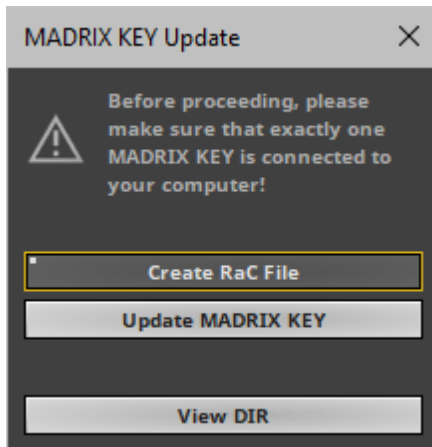 MADRIX KEY Update
Before proceeding, please
make sure that exactly one
MADRIX KEY is connected to
your computer!
Create RaC File
Update MADRIX KEY
View DIR